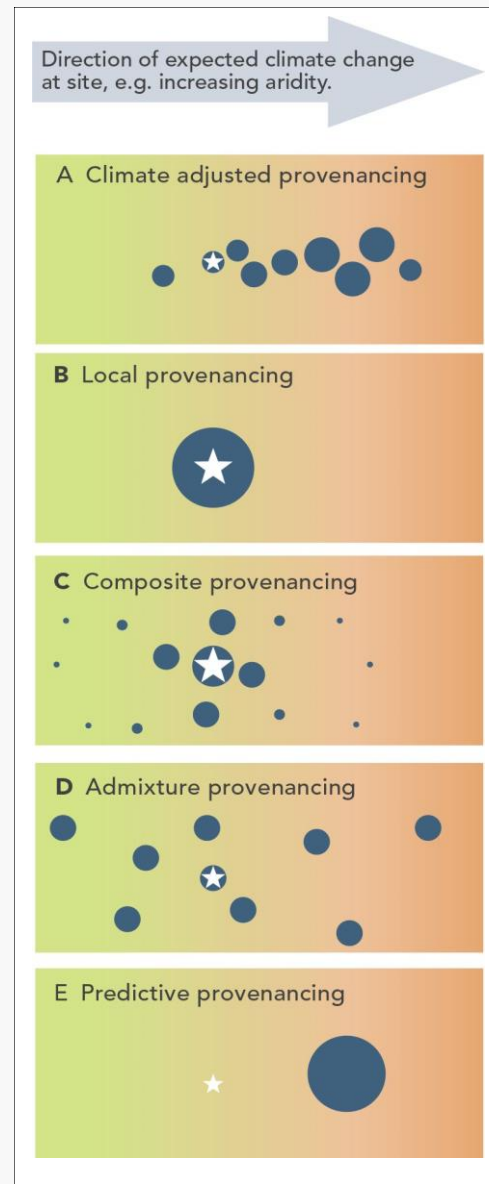 Direction of expected climate change
at site, e.g. increasing aridity.
A Climate adjusted provenancing
B Local provenancing
C Composite provenancing
D Admixture provenancing
E Predictive provenancing